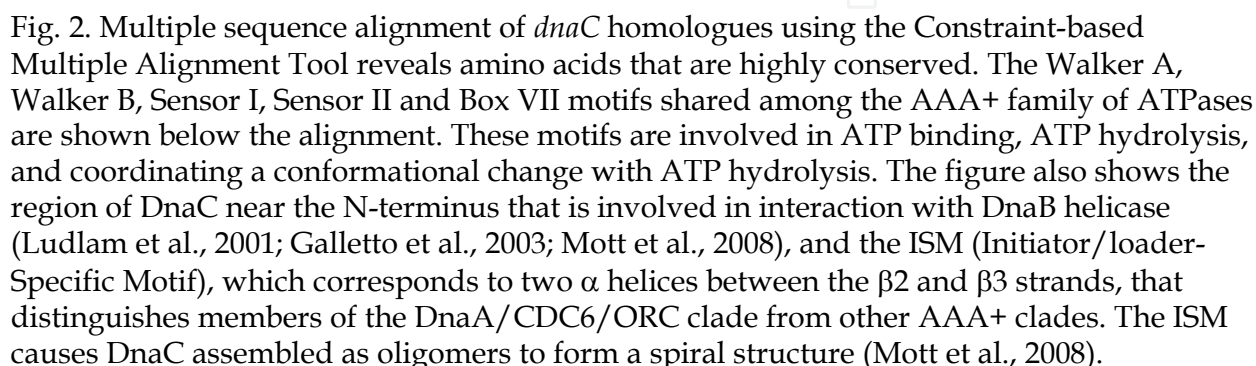 Fig. 2. Multiple sequence alignment of dnaC homologues using the Constraint-based
Multiple Alignment Tool reveals amino acids that are highly conserved. The Walker A,
Walker B, Sensor I, Sensor II and Box VII motifs shared among the AAA+ family of ATPases
are shown below the alignment. These motifs are involved in ATP binding, ATP hydrolysis,
and coordinating a conformational change with ATP hydrolysis. The figure also shows the
region of DnaC near the N-terminus that is involved in interaction with DnaB helicase
(Ludlam et al., 2001; Galletto et al., 2003; Mott et al., 2008), and the ISM (Initiator/loader-
Specific Motif), which corresponds to two α helices between the β2 and β3 strands, that
distinguishes members of the DnaA/CDC6/ORC clade from other AAA+ clades. The ISM
causes DnaC assembled as oligomers to form a spiral structure (Mott et al., 2008).